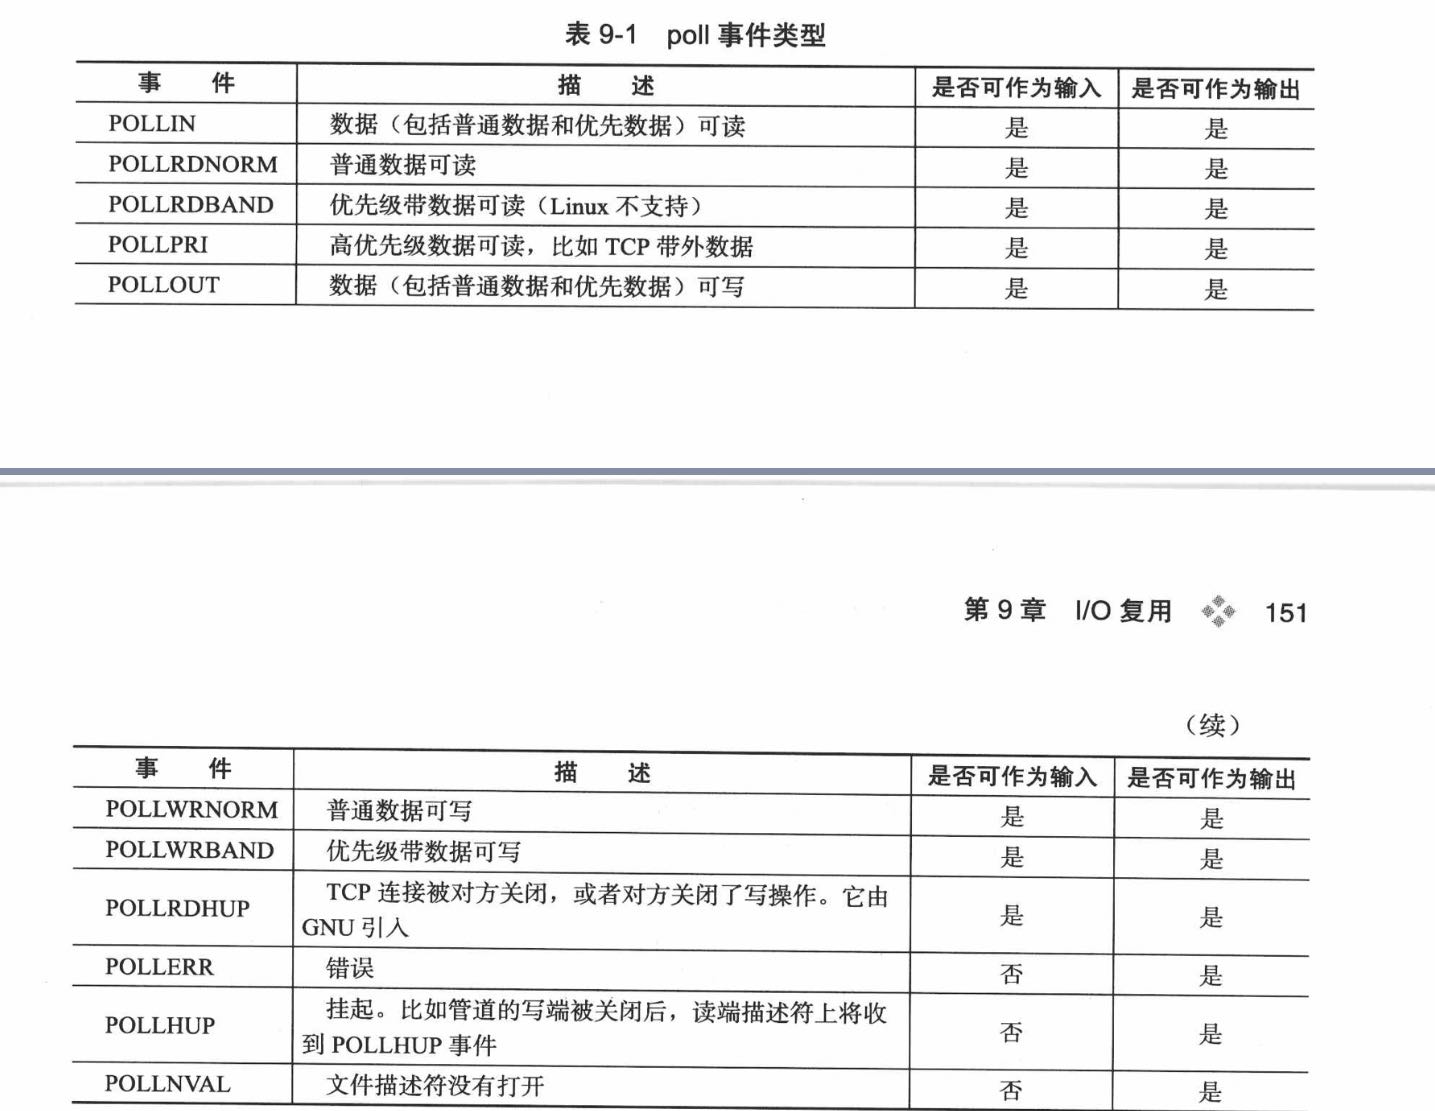 表 9-1 poll 事件类型
事 件 描 述 是否可作为输入 是否可作为输出
POLLIN 数据（包括普通数据和优先数据）可读 是 是
POLLRDNORM 普通数据可读 是 是
POLLRDBAND 优先级带数据可读（Linux 不支持） 是 是
POLLPRI 高优先级数据可读，比如 TCP 带外数据 是 是
POLLOUT 数据（包括普通数据和优先数据）可写 是 是
第 9 章 I/O 复用 151
（续）
事 件 描 述 是否可作为输入 是否可作为输出
POLLWRNORM 普通数据可写 是 是
POLLWRBAND 优先级带数据可写 是 是
POLLRDHUP TCP 连接被对方关闭，或者对方关闭了写操作。它由 是 是
GNU 引入
POLLERR 错误 否 是
POLLHUP 挂起。比如管道的写端被关闭后，读端描述符上将收 否 是
到 POLLHUP 事件
POLLNVAL 文件描述符没有打开 否 是